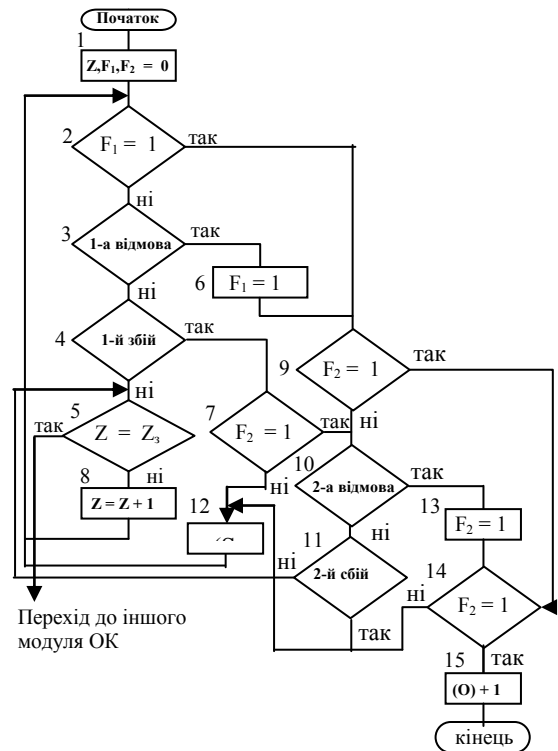 Початок
1
Z,F₁,F₂ = 0
2
F₁ = 1
так
ні
3
1-а відмова
так
6
F₁ = 1
ні
4
1-й збій
так
ні
9
F₂ = 1
так
ні
5
так
Z = Zз
ні
7
F₂ = 1
так
ні
8
Z = Z + 1
10
2-а відмова
так
ні
12
11
2-й сбій
ні
так
13
F₂ = 1
14
F₂ = 1
ні
так
Перехід до іншого
модуля ОК
15
(О) + 1
кінець